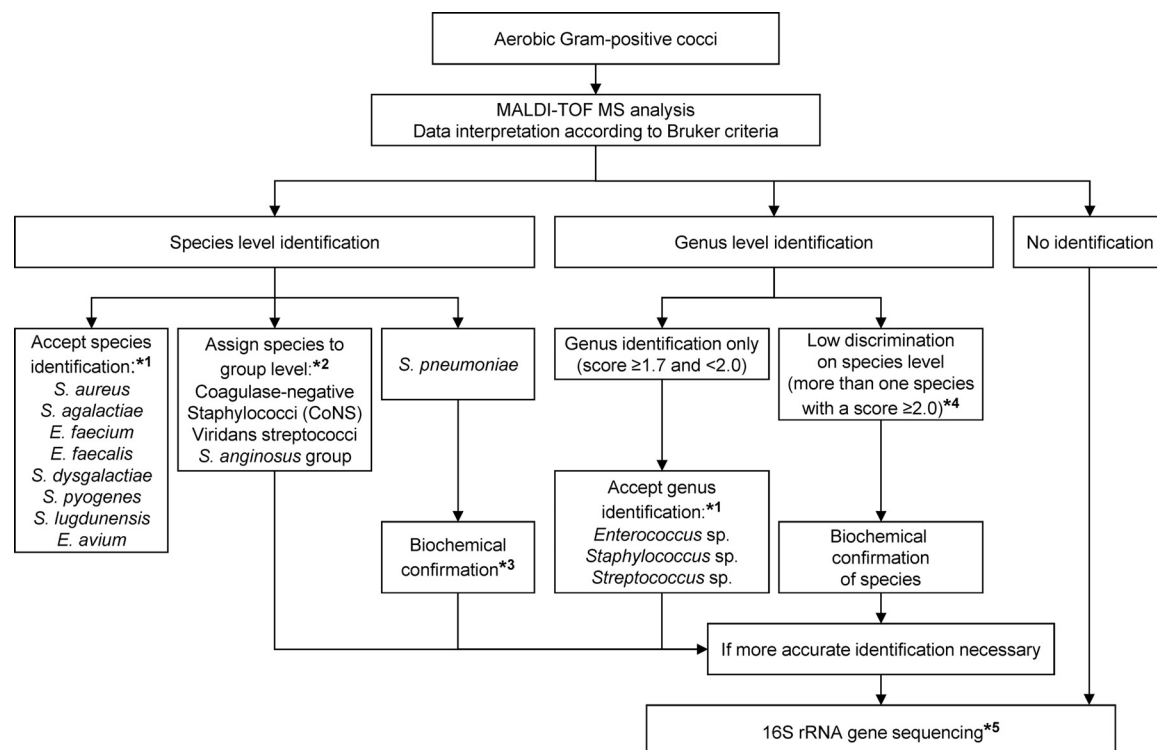 Aerobic Gram-positive cocci
MALDI-TOF MS analysis
Data interpretation according to Bruker criteria
Species level identification
Genus level identification
No identification
Accept species
identification:*1
S. aureus
S. agalactiae
E. faecium
E. faecalis
S. dysgalactiae
S. pyogenes
S. lugdunensis
E. avium
Assign species to
group level:*2
Coagulase-negative
Staphylococci (CoNS)
Viridans streptococci
S. anginosus group
S. pneumoniae
Genus identification only
(score ≥1.7 and <2.0)
Low discrimination
on species level
(more than one species
with a score ≥2.0)*4
Biochemical
confirmation*3
Accept genus
identification:*1
Enterococcus sp.
Staphylococcus sp.
Streptococcus sp.
Biochemical
confirmation
of species
If more accurate identification necessary
16S rRNA gene sequencing*5